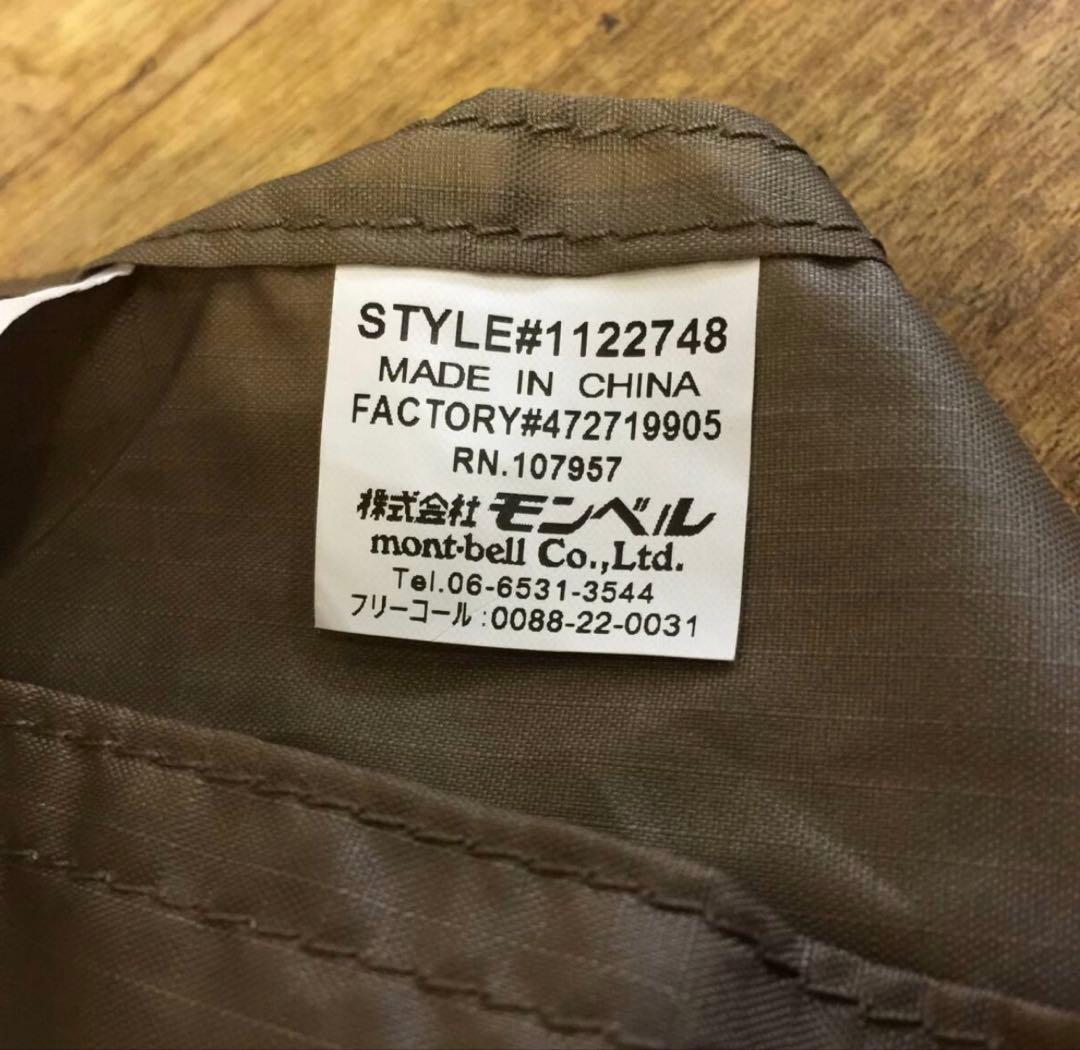 STYLE#1122748
MADE IN CHINA
FACTORY#472719905
RN.107957
株式会社 モンベル
mont·bell Co.,Ltd.
Tel.06-6531-3544
フリーコール:0088-22-0031